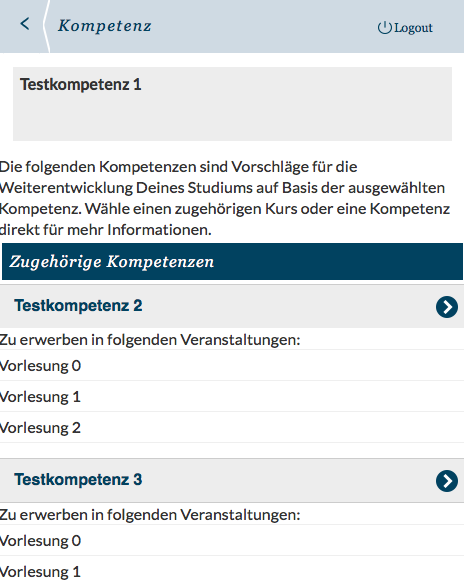 Kompetenz
Logout
Testkompetenz 1
Die folgenden Kompetenzen sind Vorschläge für die
Weiterentwicklung Deines Studiums auf Basis der ausgewählten
Kompetenz. Wähle einen zugehörigen Kurs oder eine Kompetenz
direkt für mehr Informationen.
Zugehörige Kompetenzen
Testkompetenz 2
Zu erwerben in folgenden Veranstaltungen:
Vorlesung 0
Vorlesung 1
Vorlesung 2
Testkompetenz 3
Zu erwerben in folgenden Veranstaltungen:
Vorlesung 0
Vorlesung 1